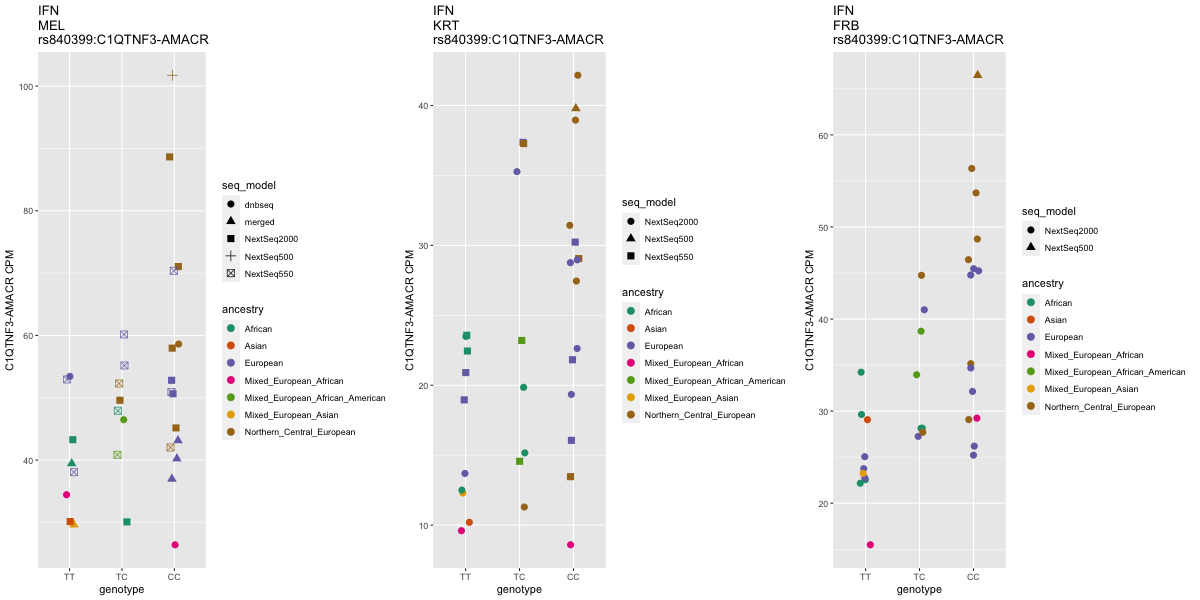 IFN
MEL
rs840399:C1QTNF3-AMACR
C1QTNF3-AMACR CPM
100
80
60
40
TT
TC
CC
genotype
seq_model
dnbseq
merged
NextSeq2000
NextSeq500
NextSeq550
ancestry
African
Asian
European
Mixed_European_African
Mixed_European_African_American
Mixed_European_Asian
Northern_Central_European
IFN
KRT
rs840399:C1QTNF3-AMACR
C1QTNF3-AMACR CPM
40
30
20
10
TT
TC
CC
genotype
seq_model
NextSeq2000
NextSeq500
NextSeq550
ancestry
African
Asian
European
Mixed_European_African
Mixed_European_African_American
Mixed_European_Asian
Northern_Central_European
IFN
FRB
rs840399:C1QTNF3-AMACR
C1QTNF3-AMACR CPM
60
50
40
30
20
TT
TC
CC
genotype
seq_model
NextSeq2000
NextSeq500
ancestry
African
Asian
European
Mixed_European_African
Mixed_European_African_American
Mixed_European_Asian
Northern_Central_European